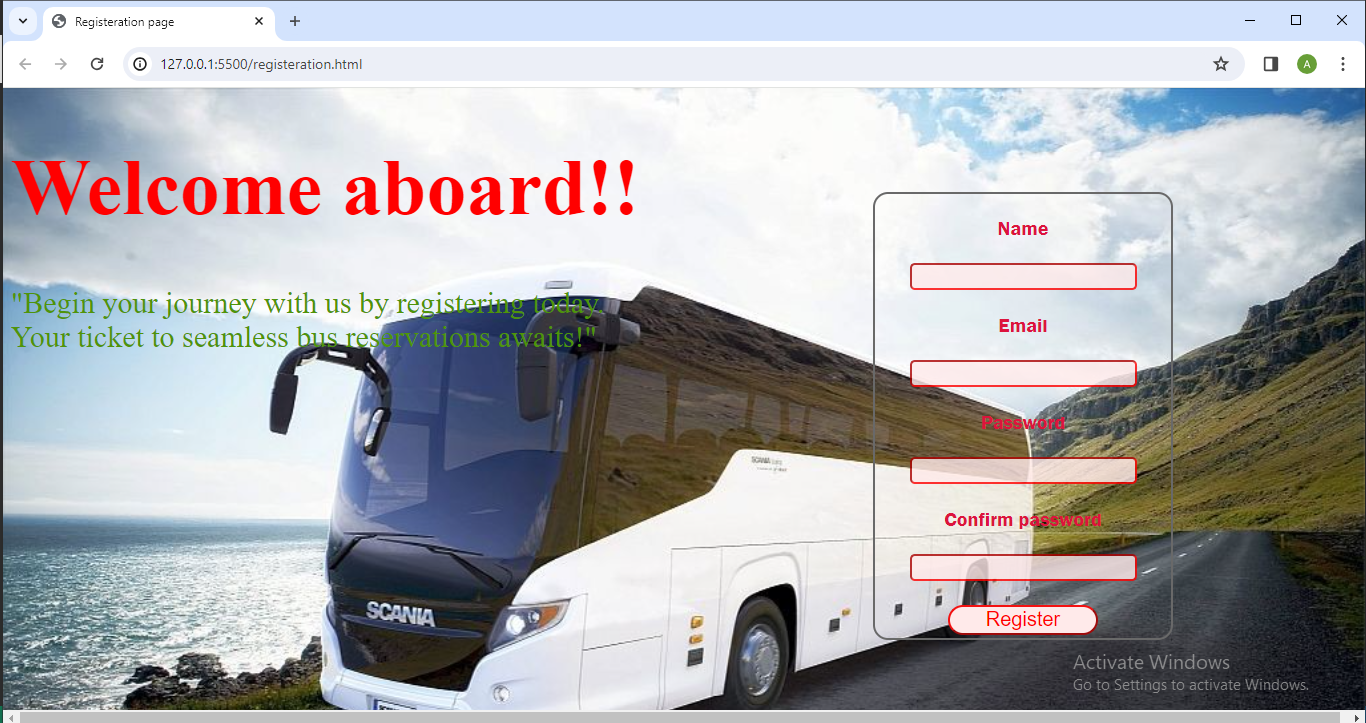 Registeration page
127.0.0.1:5500/registeration.html
A
Welcome aboard!!
"Begin your journey with us by registering today.
Your ticket to seamless bus reservations awaits!"
Name
Email
Password
Confirm password
Register
SCANIA
SCANIA
Activate Windows
Go to Settings to activate Windows.